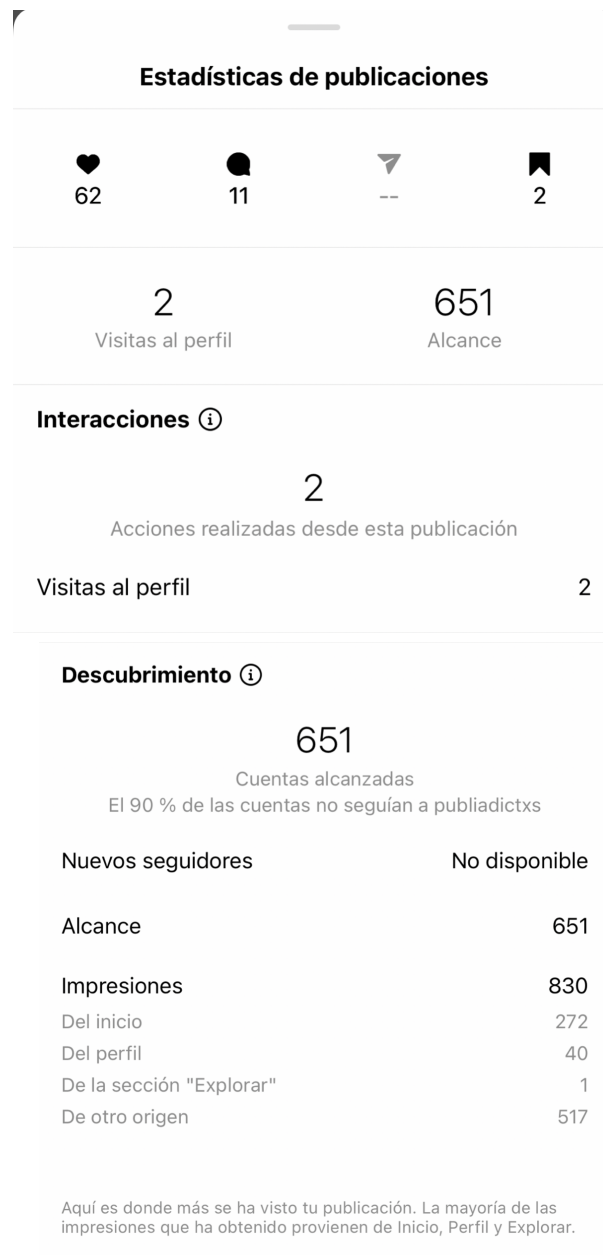 Estadísticas de publicaciones
62 11 -- 2
2 651
Visitas al perfil Alcance
Interacciones
2
Acciones realizadas desde esta publicación
Visitas al perfil 2
Descubrimiento
651
Cuentas alcanzadas
El 90 % de las cuentas no seguían a publiadictxs
Nuevos seguidores No disponible
Alcance 651
Impresiones 830
Del inicio 272
Del perfil 40
De la sección "Explorar" 1
De otro origen 517
Aquí es donde más se ha visto tu publicación. La mayoría de las
impresiones que ha obtenido provienen de Inicio, Perfil y Explorar.